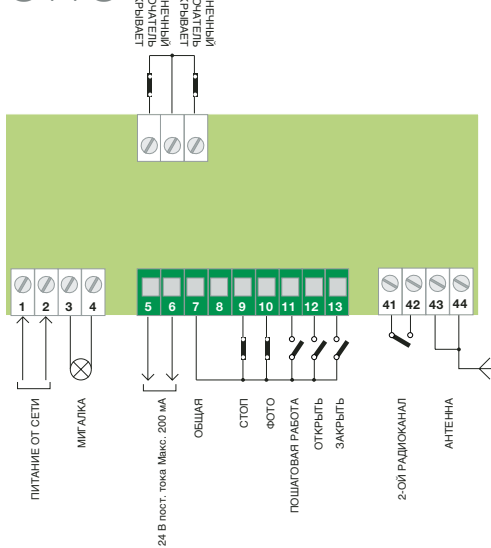 1 2 3 4
5 6 7 8 9 10 11 12 13
41 42 43 44
ПИТАНИЕ ОТ СЕТИ
МИГАЛКА
24 В пост. тока Макс. 200 мА
ОБЩАЯ
СТОП
ФОТО
ПОШАГОВАЯ РАБОТА
ОТКРЫТЬ
ЗАКРЫТЬ
2-ОЙ РАДИОКАНАЛ
АНТЕННА